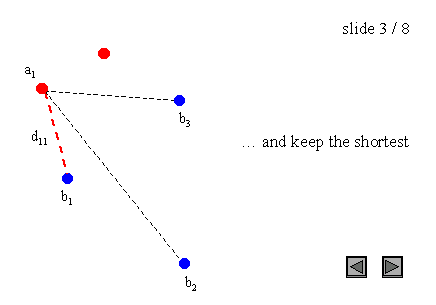 slide 3 / 8
a1
b3
d11
... and keep the shortest
b1
b2